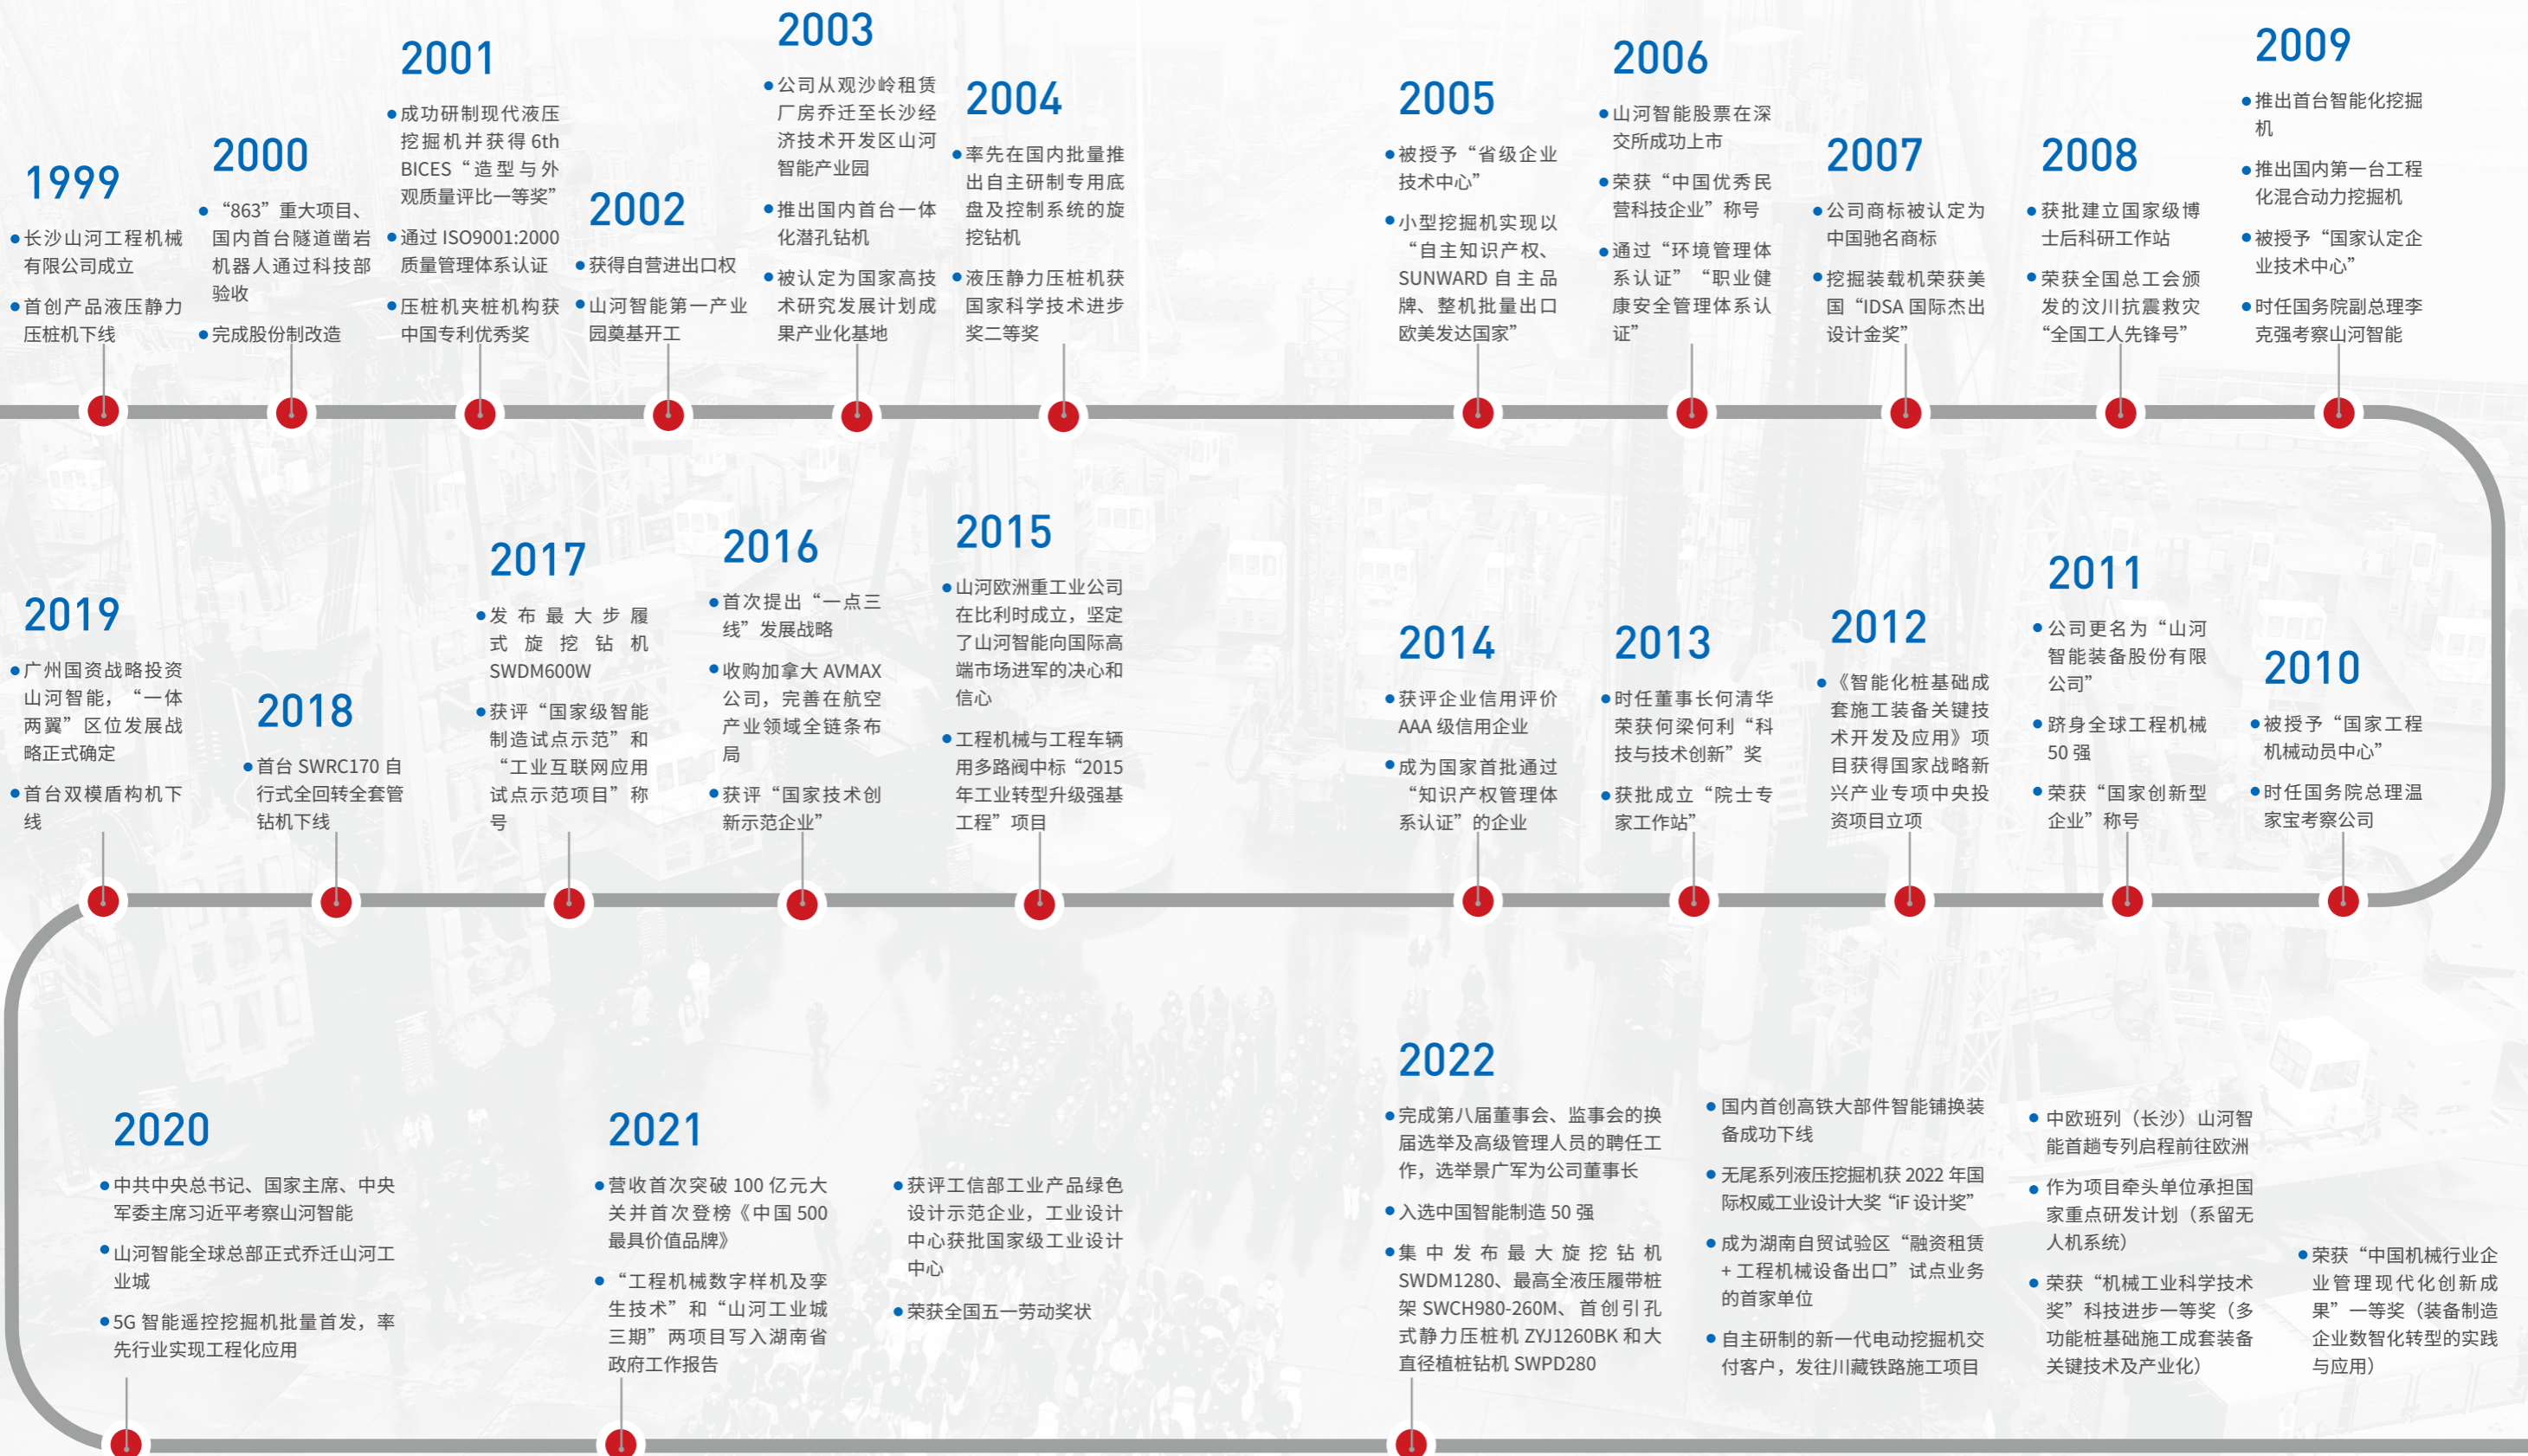 1999
长沙山河工程机械
有限公司成立
首创产品液压静力
压桩机下线
2000
“863”重大项目、
国内首台隧道凿岩
机器人通过科技部
验收
完成股份制改造
2001
成功研制现代液压
挖掘机并获得 6th
BICES“造型与外
观质量评比一等奖”
通过 ISO9001:2000
质量管理体系认证
压桩机夹桩机构获
中国专利优秀奖
2002
获得自营进出口权
山河智能第一产业
园奠基开工
2003
公司从观沙岭租赁
厂房乔迁至长沙经
济技术开发区山河
智能产业园
推出国内首台一体
化潜孔钻机
被认定为国家高技
术研究发展计划成
果产业化基地
2004
率先在国内批量推
出自主研制专用底
盘及控制系统的旋
挖钻机
液压静力压桩机获
国家科学技术进步
奖二等奖
2005
被授予“省级企业
技术中心”
小型挖掘机实现以
“自主知识产权、
SUNWARD 自主品
牌、整机批量出口
欧美发达国家”
2006
山河智能股票在深
交所成功上市
荣获“中国优秀民
营科技企业”称号
通过“环境管理体
系认证”“职业健
康安全管理体系认
证”
2007
公司商标被认定为
中国驰名商标
挖掘装载机荣获美
国“IDSA 国际杰出
设计金奖”
2008
获批建立国家级博
士后科研工作站
荣获全国总工会颁
发的汶川抗震救灾
“全国工人先锋号”
2009
推出首台智能化挖掘
机
推出国内第一台工程
化混合动力挖掘机
被授予“国家认定企
业技术中心”
时任国务院副总理李
克强考察山河智能
2010
被授予“国家工程
机械动员中心”
时任国务院总理温
家宝考察公司
2011
公司更名为“山河
智能装备股份有限
公司”
跻身全球工程机械
50 强
荣获“国家创新型
企业”称号
2012
《智能化桩基础成
套施工装备关键技
术开发及应用》项
目获得国家战略新
兴产业专项中央投
资项目立项
2013
时任董事长何清华
荣获何梁何利“科
技与技术创新”奖
获批成立“院士专
家工作站”
2014
获评企业信用评价
AAA 级信用企业
成为国家首批通过
“知识产权管理体
系认证”的企业
2015
山河欧洲重工业公司
在比利时成立，坚定
了山河智能向国际高
端市场进军的决心和
信心
工程机械与工程车辆
用多路阀中标“2015
年工业转型升级强基
工程”项目
2016
首次提出“一点三
线”发展战略
收购加拿大 AVMAX
公司，完善在航空
产业领域全链条布
局
获评“国家技术创
新示范企业”
2017
发布最大步履
式旋挖钻机
SWDM600W
获评“国家级智能
制造试点示范”和
“工业互联网应用
试点示范项目”称
号
2018
首台 SWRC170 自
行式全回转全套管
钻机下线
2019
广州国资战略投资
山河智能，“一体
两翼”区位发展战
略正式确定
首台双模盾构机下
线
2020
中共中央总书记、国家主席、中央
军委主席习近平考察山河智能
山河智能全球总部正式乔迁山河工
业城
5G 智能遥控挖掘机批量首发，率
先行业实现工程化应用
2021
营收首次突破 100 亿元大
关并首次登榜《中国 500
最具价值品牌》
“工程机械数字样机及孪
生技术”和“山河工业城
三期”两项目写入湖南省
政府工作报告
获评工信部工业产品绿色
设计示范企业，工业设计
中心获批国家级工业设计
中心
荣获全国五一劳动奖状
2022
完成第八届董事会、监事会的换
届选举及高级管理人员的聘任工
作，选举景广军为公司董事长
入选中国智能制造 50 强
集中发布最大旋挖钻机
SWDM1280、最高全液压履带桩
架 SWCH980-260M、首创引孔
式静力压桩机 ZYJ1260BK 和大
直径植桩钻机 SWPD280
国内首创高铁大部件智能铺换装
备成功下线
无尾系列液压挖掘机获 2022 年国
际权威工业设计大奖“iF 设计奖”
成为湖南自贸试验区“融资租赁
+ 工程机械设备出口”试点业务
的首家单位
自主研制的新一代电动挖掘机交
付客户，发往川藏铁路施工项目
中欧班列（长沙）山河智
能首趟专列启程前往欧洲
作为项目牵头单位承担国
家重点研发计划（系留无
人机系统）
荣获“机械工业科学技术
奖”科技进步一等奖（多
功能桩基础施工成套装备
关键技术及产业化）
荣获“中国机械行业企
业管理现代化创新成
果”一等奖（装备制造
企业数智化转型的实践
与应用）